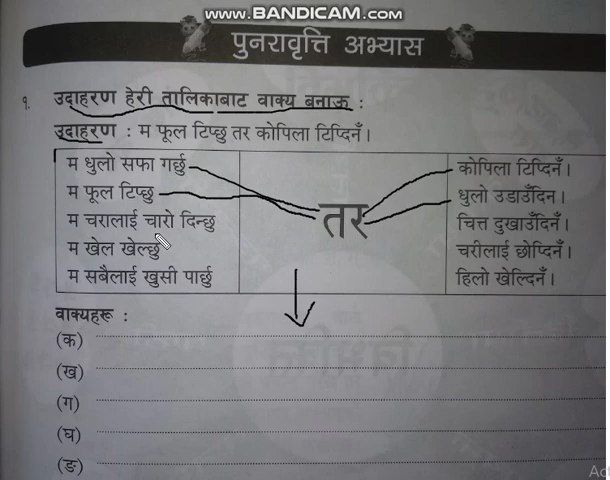 www.BANDICAM.com
पुनरावृत्ति अभ्यास
१. उदाहरण हेरी तालिकाबाट वाक्य बनाऊ :
उदाहरण : म फूल टिप्छु तर कोपिला टिप्दिनँ।
म धुलो सफा गर्छु
म फूल टिप्छु
म चरालाई चारो दिन्छु
म खेल खेल्छु
म सबैलाई खुसी पार्छु
तर
कोपिला टिप्दिनँ।
धुलो उडाउँदिन।
चित्त दुखाउँदिनँ।
चरीलाई छोप्दिनँ।
हिलो खेल्दिनँ।
वाक्यहरू :
(क)
(ख)
(ग)
(घ)
(ङ)